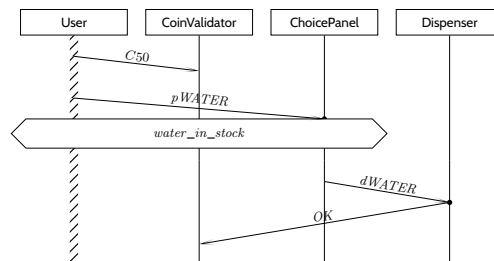 User CoinValidator ChoicePanel Dispenser
C50
pWATER
water_in_stock
dWATER
OK